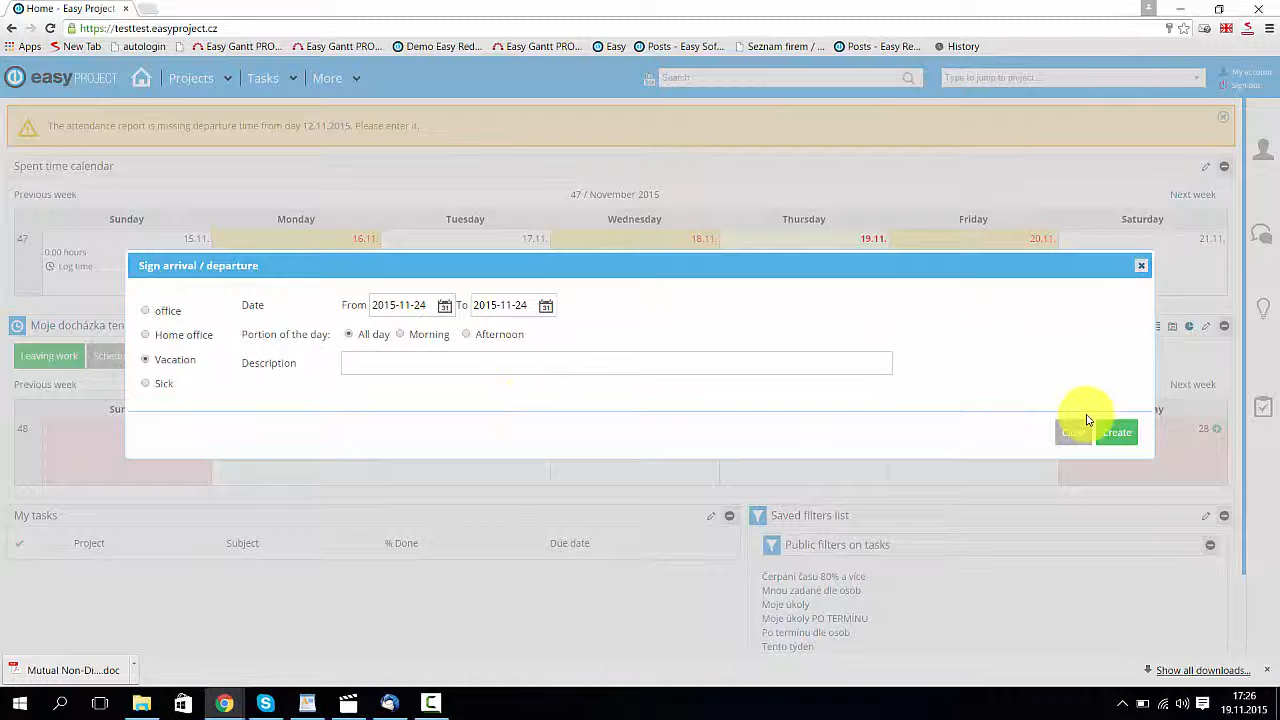 Home - Easy Project
https://testtest.easyproject.cz
Apps New Tab autologin Easy Gantt PRO... Easy Gantt PRO... Demo Easy Red... Easy Gantt PRO... Easy Posts - Easy Sof... Seznam firem / ... Posts - Easy Re... History
easyPROJECT Projects Tasks More Search Type to jump to project... My account
Sign out
The attendance report is missing departure time from day 12.11.2015. Please enter it.
Spent time calendar
Previous week 47 / November 2015 Next week
Sunday Monday Tuesday Wednesday Thursday Friday Saturday
47 15.11. 16.11. 17.11. 18.11. 19.11. 20.11. 21.11.
0.00 hours
Log time
Sign arrival / departure
office
Home office
Vacation
Sick
Date From 2015-11-24 To 2015-11-24
Portion of the day: All day Morning Afternoon
Description
Create
Moje docházka ten
Leaving work Sched
Previous week Next week
Su ay
48 28
My tasks
Project Subject % Done Due date
Saved filters list
Public filters on tasks
Čerpání času 80% a více
Mnou zadané dle osob
Moje úkoly
Moje úkoly PO TERMÍNU
Po termínu dle osob
Tento týden
Mutual Non-Di....doc Show all downloads...
17:26
19.11.2015